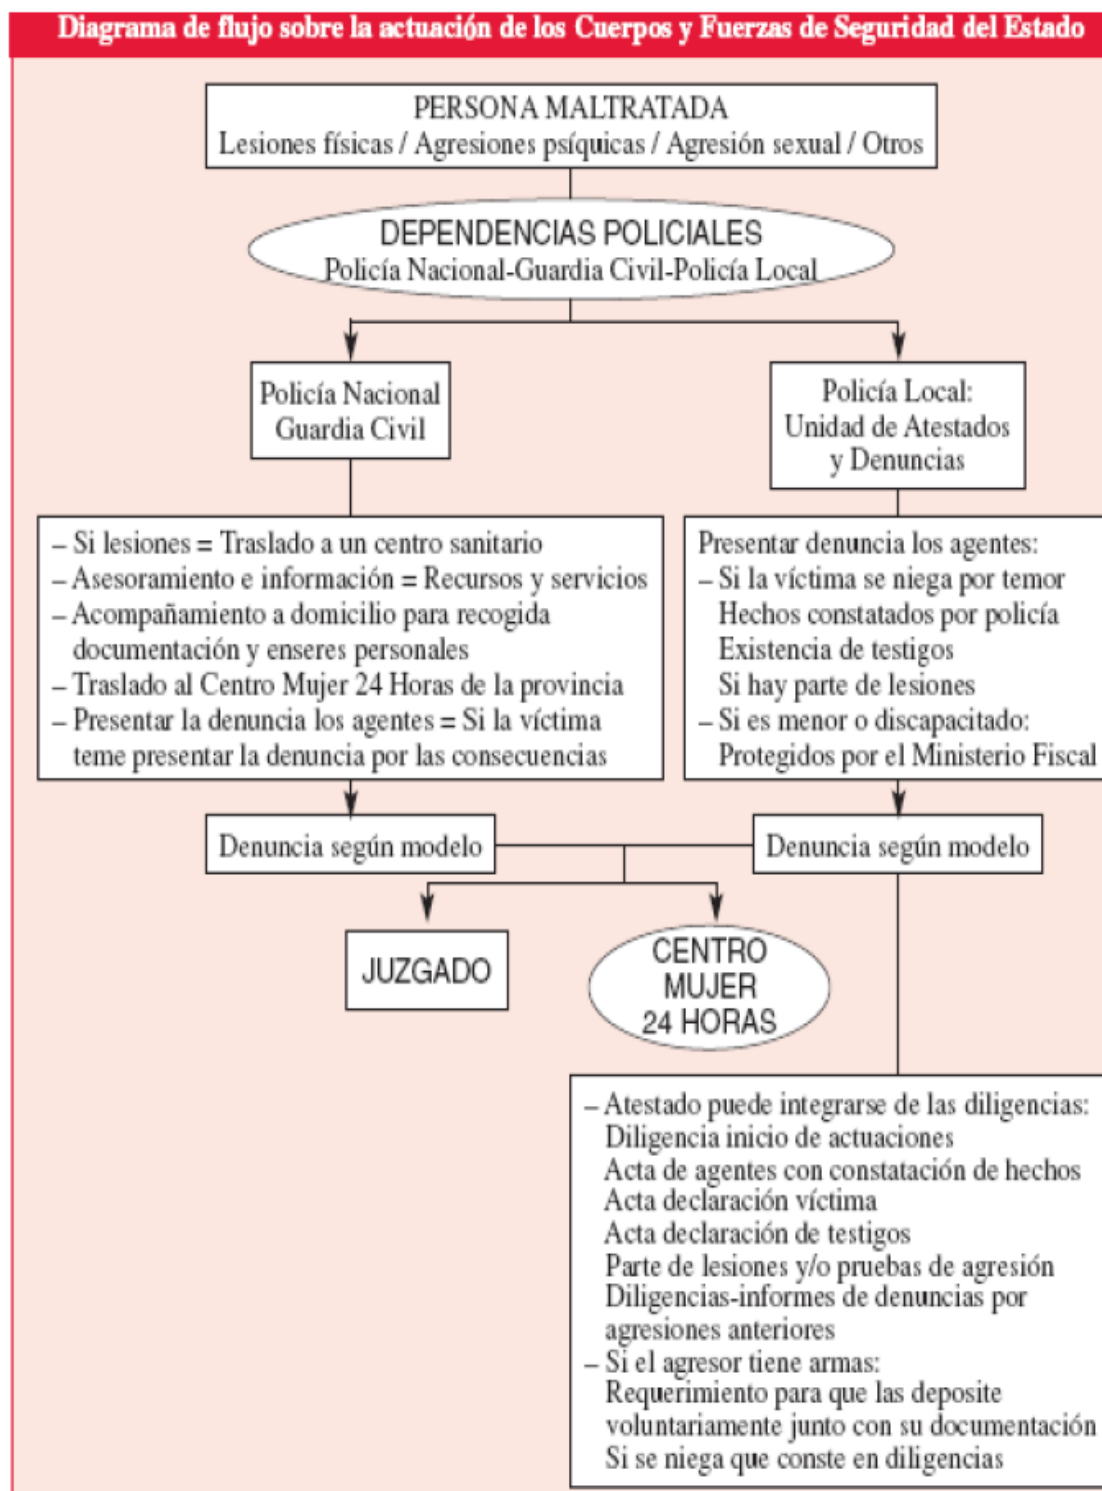 Diagrama de flujo sobre la actuación de los Cuerpos y Fuerzas de Seguridad del Estado
PERSONA MALTRATADA
Lesiones físicas / Agresiones psíquicas / Agresión sexual / Otros
DEPENDENCIAS POLICIALES
Policía Nacional-Guardia Civil-Policía Local
Policía Nacional
Guardia Civil
Policía Local:
Unidad de Atestados
y Denuncias
– Si lesiones = Traslado a un centro sanitario
– Asesoramiento e información = Recursos y servicios
– Acompañamiento a domicilio para recogida
documentación y enseres personales
– Traslado al Centro Mujer 24 Horas de la provincia
– Presentar la denuncia los agentes = Si la víctima
teme presentar la denuncia por las consecuencias
Presentar denuncia los agentes:
– Si la víctima se niega por temor
Hechos constatados por policía
Existencia de testigos
Si hay parte de lesiones
– Si es menor o discapacitado:
Protegidos por el Ministerio Fiscal
Denuncia según modelo
Denuncia según modelo
JUZGADO
CENTRO
MUJER
24 HORAS
– Atestado puede integrarse de las diligencias:
Diligencia inicio de actuaciones
Acta de agentes con constatación de hechos
Acta declaración víctima
Acta declaración de testigos
Parte de lesiones y/o pruebas de agresión
Diligencias-informes de denuncias por
agresiones anteriores
– Si el agresor tiene armas:
Requerimiento para que las deposite
voluntariamente junto con su documentación
Si se niega que conste en diligencias